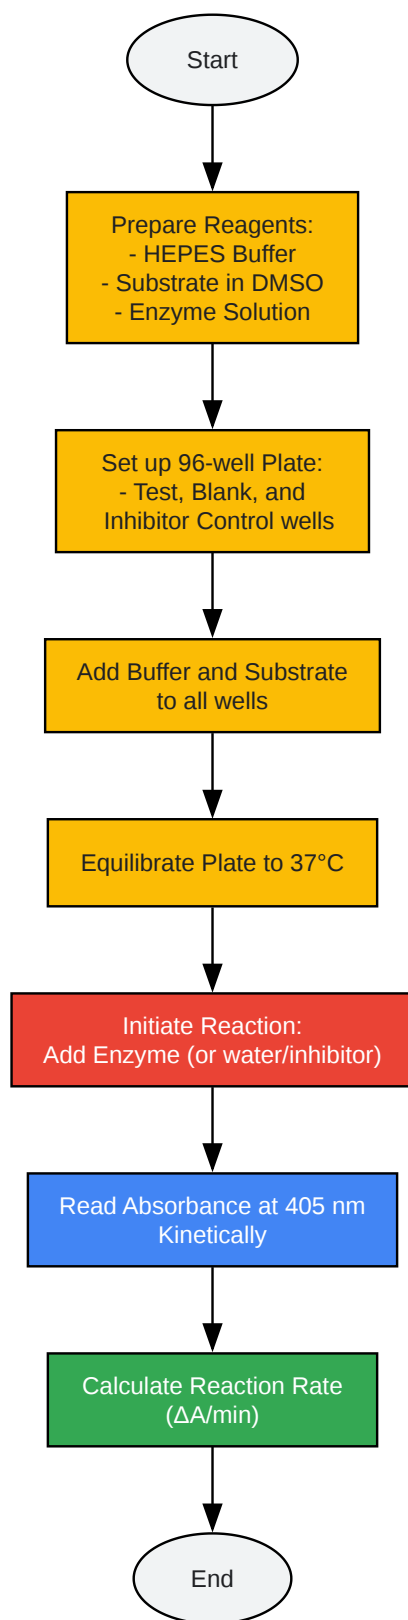 Start
Prepare Reagents:
- HEPES Buffer
- Substrate in DMSO
- Enzyme Solution
Set up 96-well Plate:
- Test, Blank, and
Inhibitor Control wells
Add Buffer and Substrate
to all wells
Equilibrate Plate to 37°C
Initiate Reaction:
Add Enzyme (or water/inhibitor)
Read Absorbance at 405 nm
Kinetically
Calculate Reaction Rate
(ΔA/min)
End